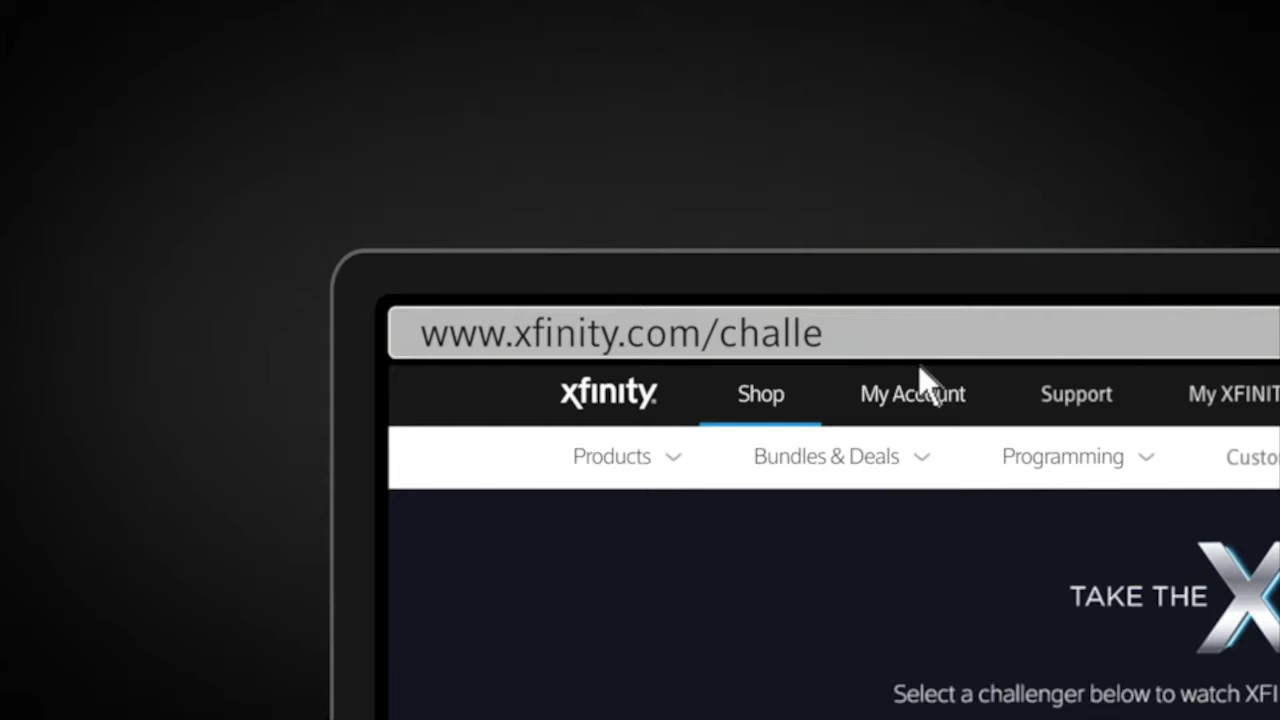 www.xfinity.com/challe
xfinity Shop My Account Support My XFINIT
Products Bundles & Deals Programming Custo
TAKE THE X
Select a challenger below to watch XFI